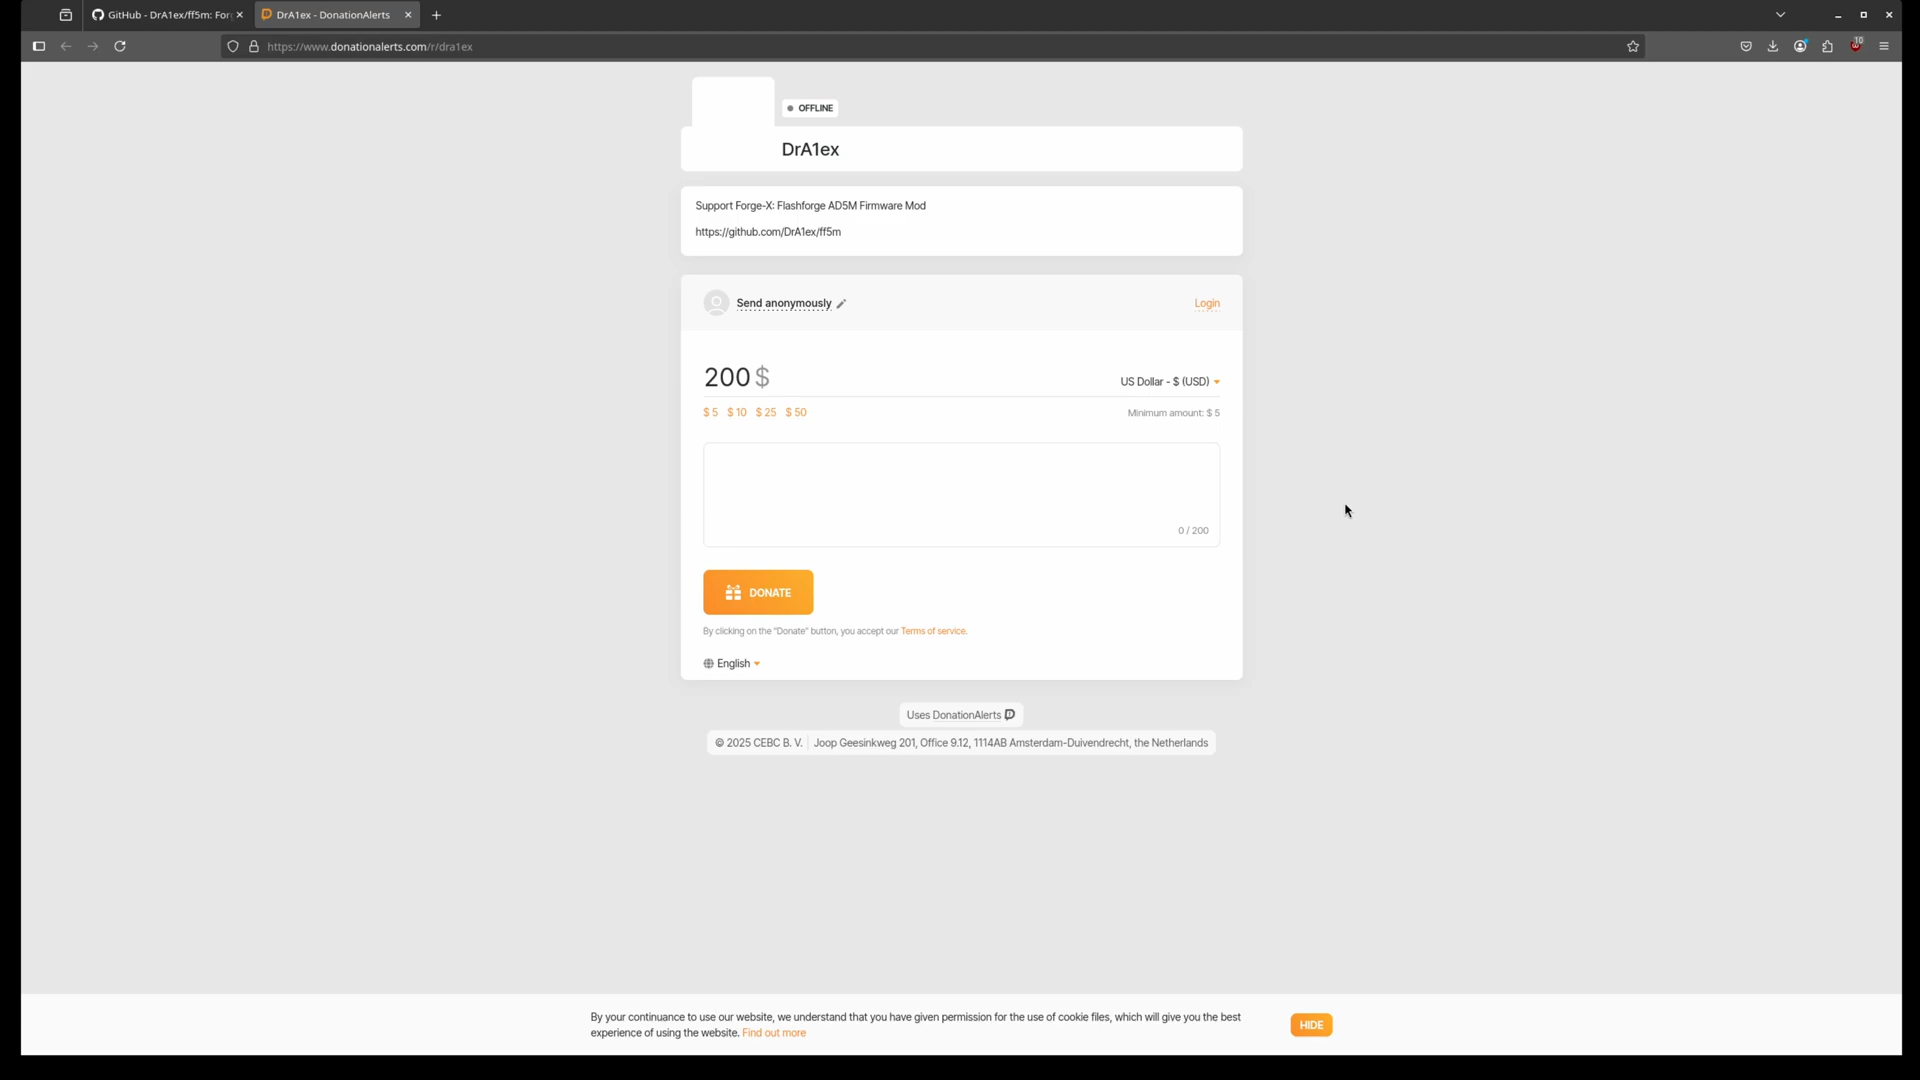 GitHub - DrA1ex/ff5m: For
DrA1ex - DonationAlerts
https://www.donationalerts.com/r/dra1ex
10
OFFLINE
DrA1ex
Support Forge-X: Flashforge AD5M Firmware Mod
https://github.com/DrA1ex/ff5m
Send anonymously
Login
200 $
US Dollar - $ (USD)
$ 5 $ 10 $ 25 $ 50
Minimum amount: $ 5
0 / 200
DONATE
By clicking on the "Donate" button, you accept our Terms of service.
English
Uses DonationAlerts
© 2025 CEBC B. V. Joop Geesinkweg 201, Office 9.12, 1114AB Amsterdam-Duivendrecht, the Netherlands
By your continuance to use our website, we understand that you have given permission for the use of cookie files, which will give you the best
experience of using the website. Find out more
HIDE